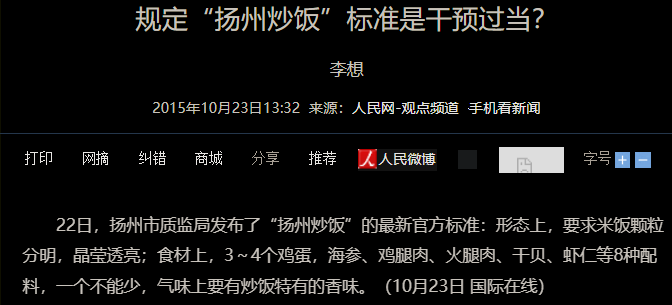 规定“扬州炒饭”标准是干预过当？
李想
2015年10月23日13:32 来源：人民网-观点频道 手机看新闻
打印 网摘 纠错 商城 分享 推荐 人民微博 字号
22日，扬州市质监局发布了“扬州炒饭”的最新官方标准：形态上，要求米饭颗粒
分明，晶莹透亮；食材上，3～4个鸡蛋，海参、鸡腿肉、火腿肉、干贝、虾仁等8种配
料，一个不能少，气味上要有炒饭特有的香味。（10月23日 国际在线）